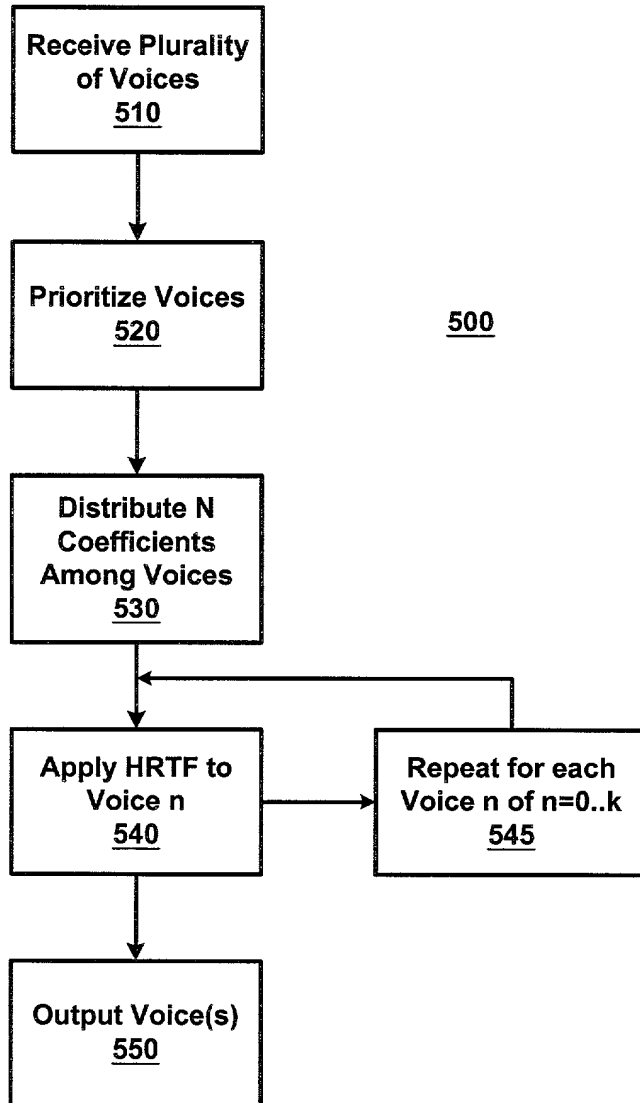 Receive Plurality
of Voices
510
Prioritize Voices
520
500
Distribute N
Coefficients
Among Voices
530
Apply HRTF to
Voice n
540
Repeat for each
Voice n of n=0..k
545
Output Voice(s)
550